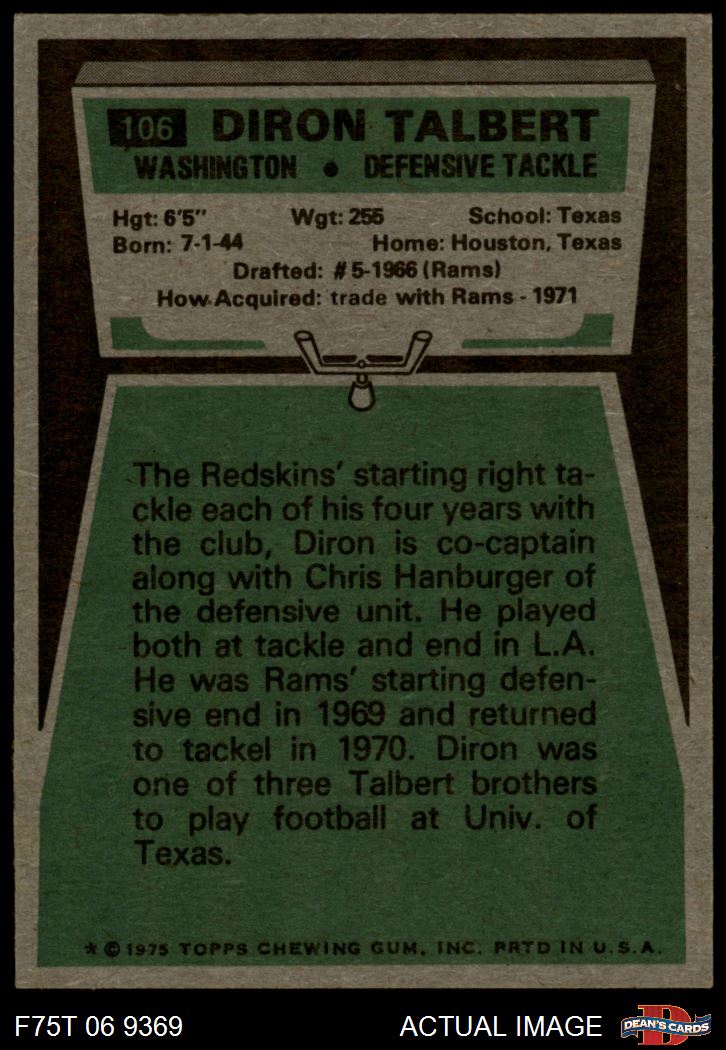 106 DIRON TALBERT
WASHINGTON • DEFENSIVE TACKLE
Hgt: 6'5" Wgt: 255 School: Texas
Born: 7-1-44 Home: Houston, Texas
Drafted: #5-1966 (Rams)
How Acquired: trade with Rams - 1971
The Redskins' starting right ta-
ckle each of his four years with
the club, Diron is co-captain
along with Chris Hanburger of
the defensive unit. He played
both at tackle and end in L.A.
He was Rams' starting defen-
sive end in 1969 and returned
to tackel in 1970. Diron was
one of three Talbert brothers
to play football at Univ. of
Texas.
* © 1975 TOPPS CHEWING GUM, INC. PRTD IN U.S.A.
F75T 06 9369 ACTUAL IMAGE D DEAN'S CARDS